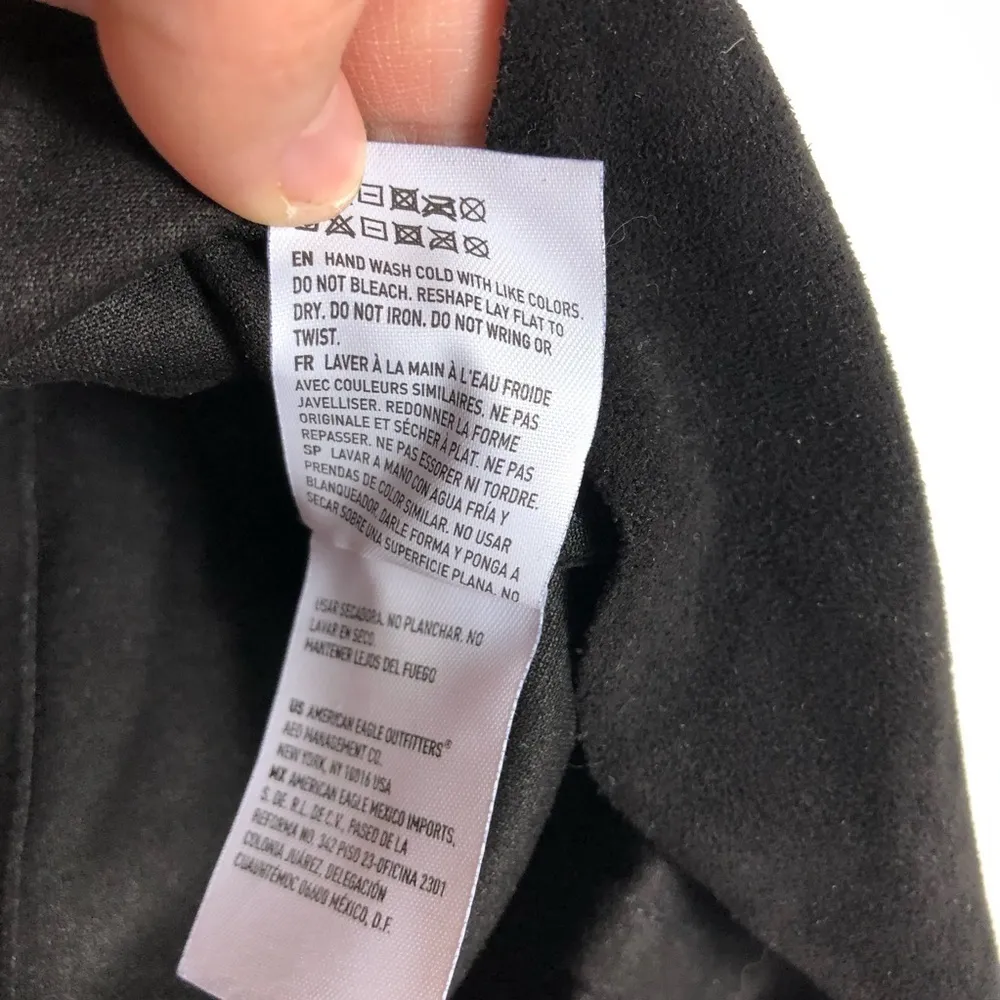 EN HAND WASH COLD WITH LIKE COLORS.
DO NOT BLEACH. RESHAPE LAY FLAT TO
DRY. DO NOT IRON. DO NOT WRING OR
TWIST.
FR LAVER À LA MAIN À L'EAU FROIDE
AVEC COULEURS SIMILAIRES. NE PAS
JAVELLISER. REDONNER LA FORME
ORIGINALE ET SÉCHER À PLAT. NE PAS
REPASSER. NE PAS ESSORER NI TORDRE.
SP LAVAR A MANO CON AGUA FRÍA Y
PRENDAS DE COLOR SIMILAR. NO USAR
BLANQUEADOR. DARLE FORMA Y PONGA A
SECAR SOBRE UNA SUPERFICIE PLANA. NO
USAR SECADORA. NO PLANCHAR. NO
LAVAR EN SECO.
MANTENER LEJOS DEL FUEGO
US AMERICAN EAGLE OUTFITTERS®
AEO MANAGEMENT CO.
NEW YORK, NY 10016 USA
MX AMERICAN EAGLE MEXICO IMPORTS,
S. DE. R.L. DE C.V., PASEO DE LA
REFORMA NO. 342 PISO 23-OFICINA 2301
COLONIA JUÁREZ, DELEGACIÓN
CUAUHTÉMOC 06600 MÉXICO, D.F.